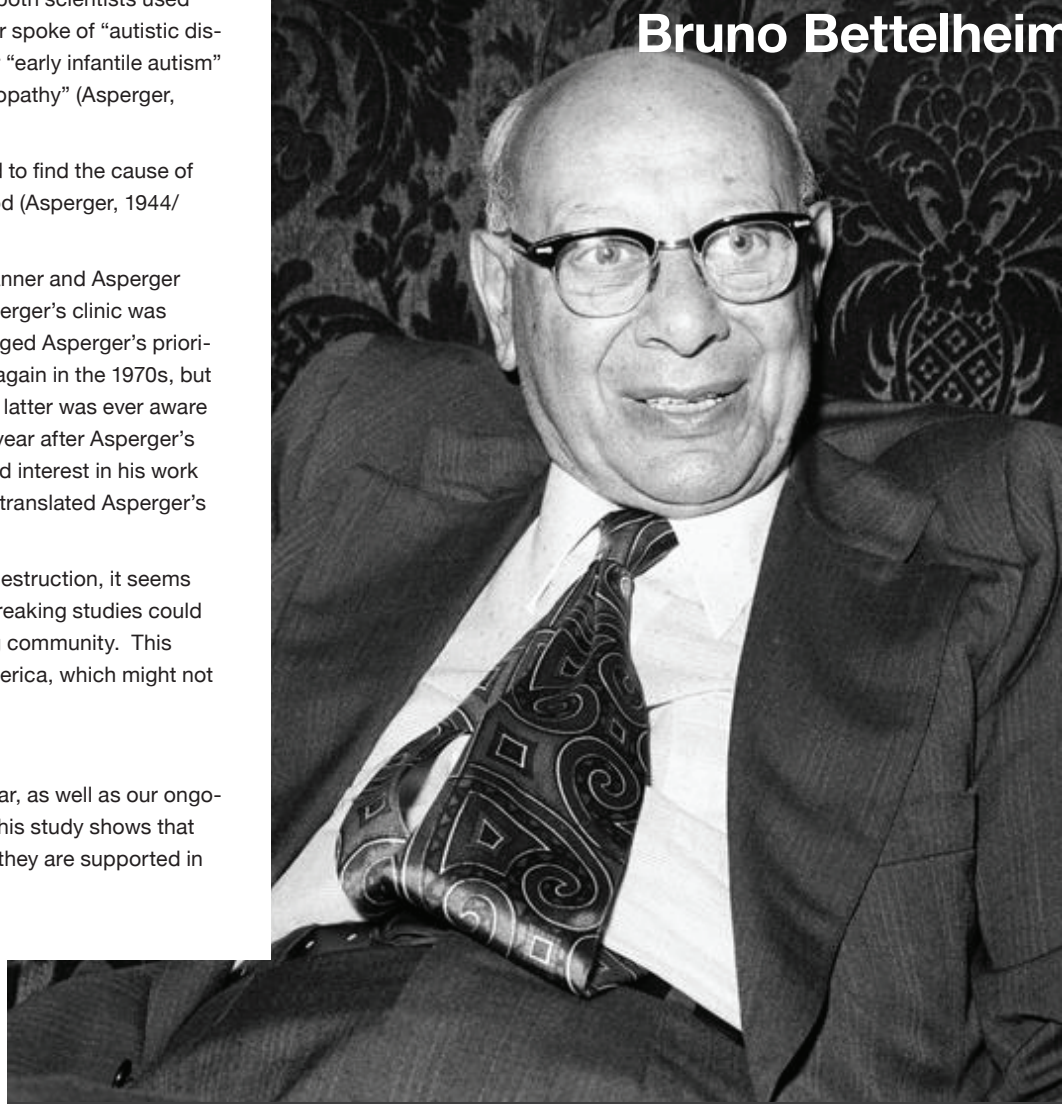 Bruno Bettelheim
both scientists used
r spoke of “autistic dis-
“early infantile autism”
opathy” (Asperger,
to find the cause of
d (Asperger, 1944/
nner and Asperger
erger’s clinic was
ged Asperger’s priori-
again in the 1970s, but
latter was ever aware
year after Asperger’s
d interest in his work
translated Asperger’s
estruction, it seems
reaking studies could
community. This
erica, which might not
ar, as well as our ongo-
his study shows that
they are supported in